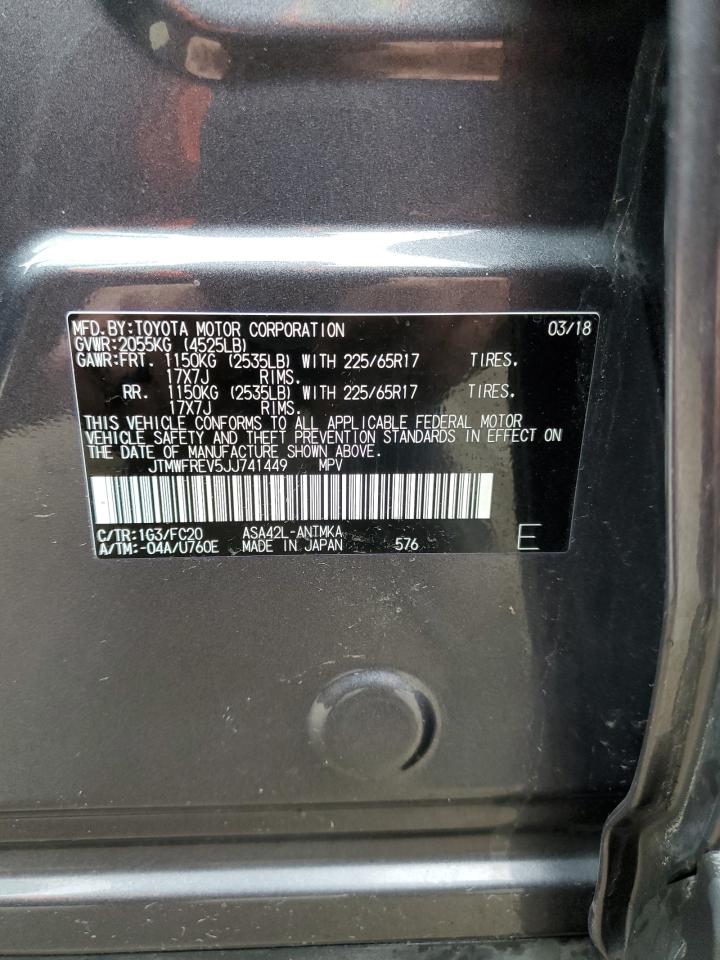 MFD.BY:TOYOTA MOTOR CORPORATION 03/18
GVWR:2055KG (4525LB)
GAWR:FRT. 1150KG (2535LB) WITH 225/65R17 TIRES.
17X7J RIMS.
RR. 1150KG (2535LB) WITH 225/65R17 TIRES.
17X7J RIMS.
THIS VEHICLE CONFORMS TO ALL APPLICABLE FEDERAL MOTOR
VEHICLE SAFETY AND THEFT PREVENTION STANDARDS IN EFFECT ON
THE DATE OF MANUFACTURE SHOWN ABOVE.
JTMWFREV5JJ741449 MPV
C/TR:1G3/FC20 ASA42L-ANTMKA
A/TM:-04A/U760E MADE IN JAPAN 576 E